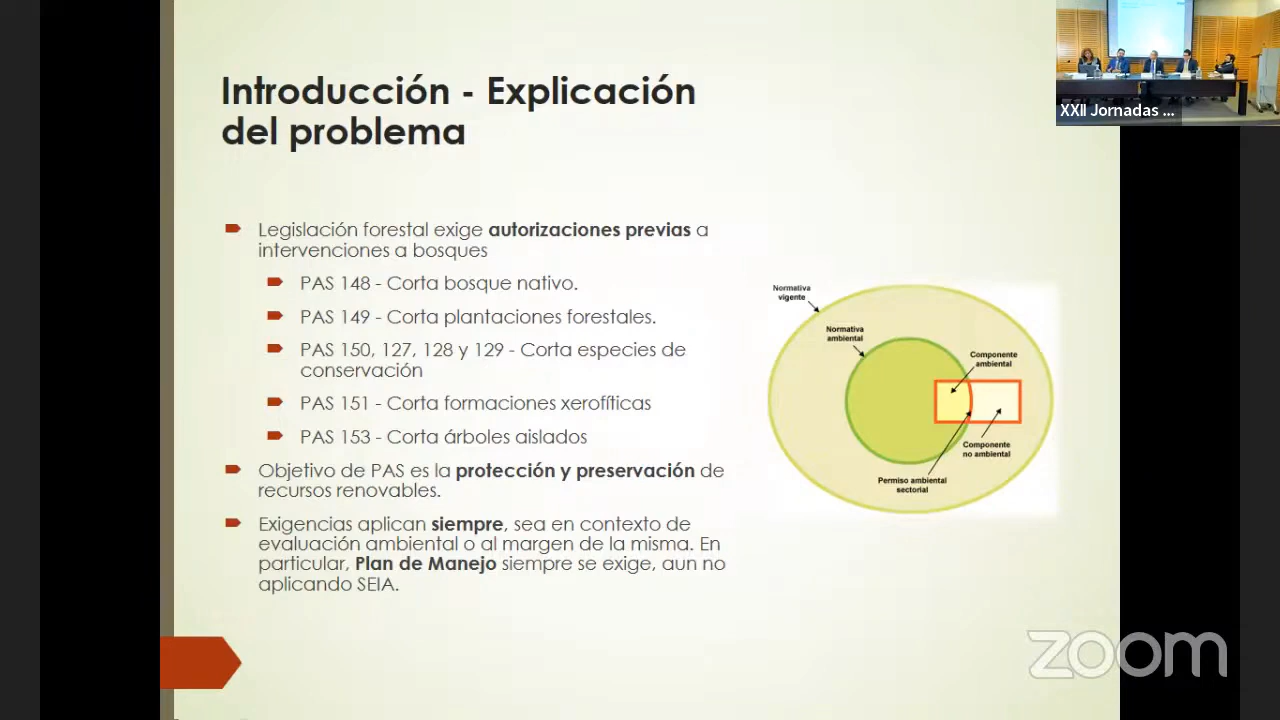 Introducción - Explicación
del problema
Legislación forestal exige autorizaciones previas a
intervenciones a bosques
PAS 148 - Corta bosque nativo.
PAS 149 - Corta plantaciones forestales.
PAS 150, 127, 128 y 129 - Corta especies de
conservación
PAS 151 - Corta formaciones xerofíticas
PAS 153 - Corta árboles aislados
Objetivo de PAS es la protección y preservación de
recursos renovables.
Exigencias aplican siempre, sea en contexto de
evaluación ambiental o al margen de la misma. En
particular, Plan de Manejo siempre se exige, aun no
aplicando SEIA.
Normativa
vigente
Normativa
ambiental
Componente
ambiental
Componente
no ambiental
Permiso ambiental
sectorial
XXII Jornadas ...
zoom